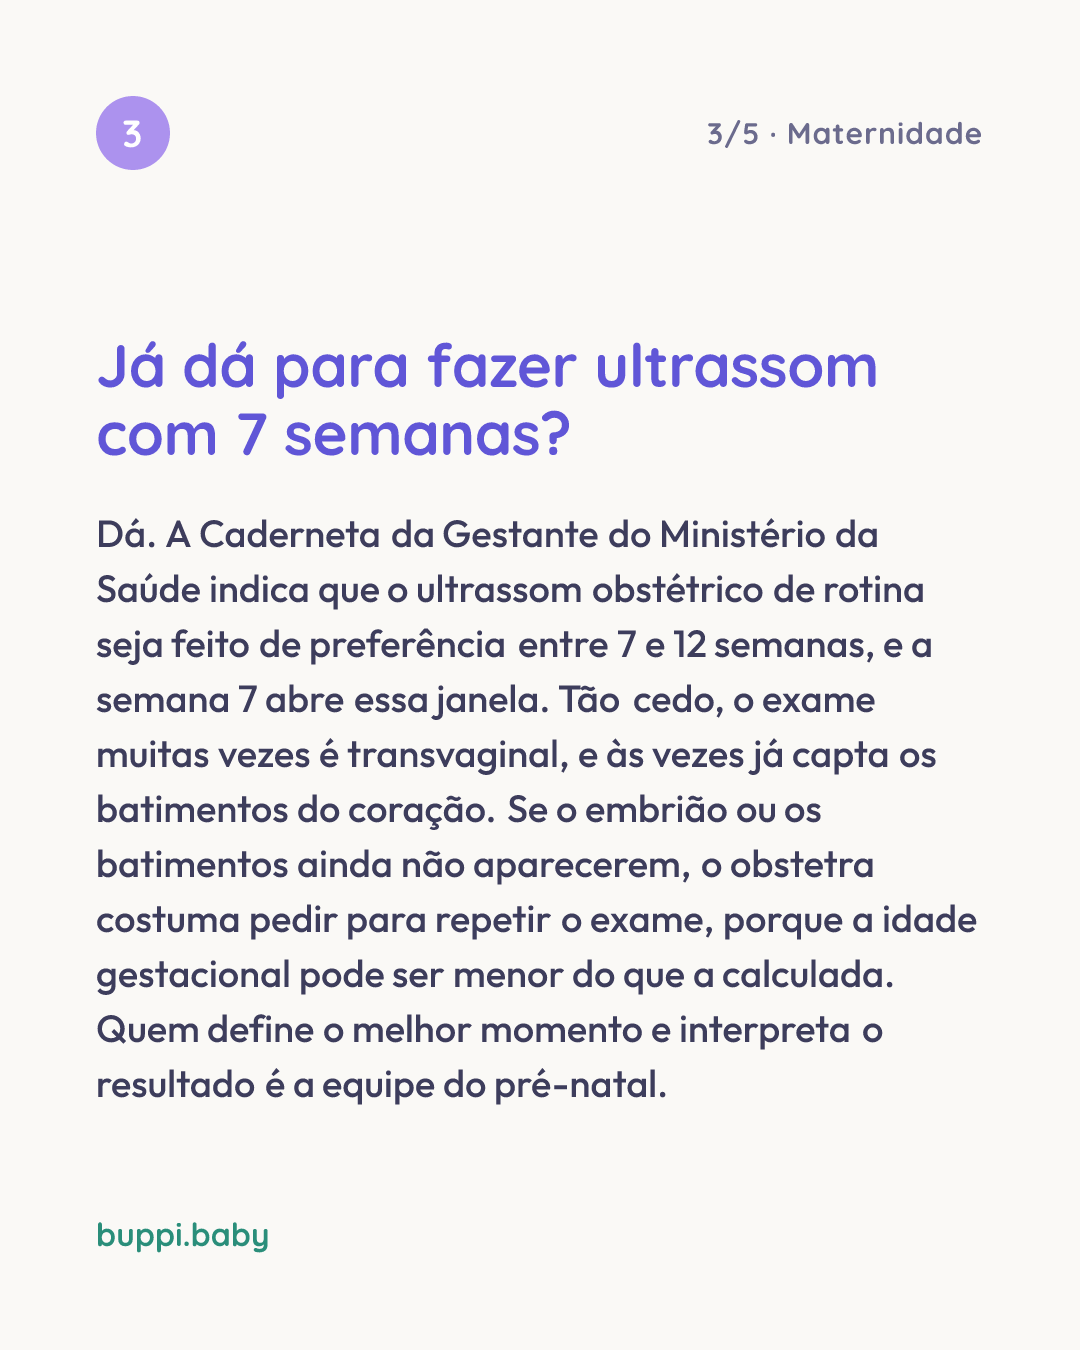 3
3/5 · Maternidade
Já dá para fazer ultrassom
com 7 semanas?
Dá. A Caderneta da Gestante do Ministério da
Saúde indica que o ultrassom obstétrico de rotina
seja feito de preferência entre 7 e 12 semanas, e a
semana 7 abre essa janela. Tão cedo, o exame
muitas vezes é transvaginal, e às vezes já capta os
batimentos do coração. Se o embrião ou os
batimentos ainda não aparecerem, o obstetra
costuma pedir para repetir o exame, porque a idade
gestacional pode ser menor do que a calculada.
Quem define o melhor momento e interpreta o
resultado é a equipe do pré-natal.
buppi.baby